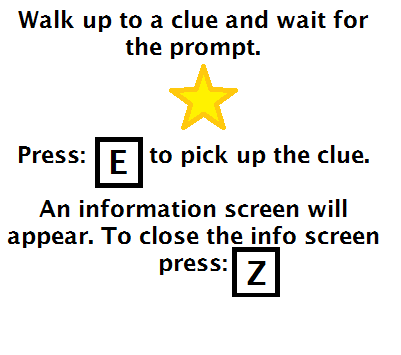 Walk up to a clue and wait for
the prompt.
Press: E to pick up the clue.
An information screen will
appear. To close the info screen
press: Z